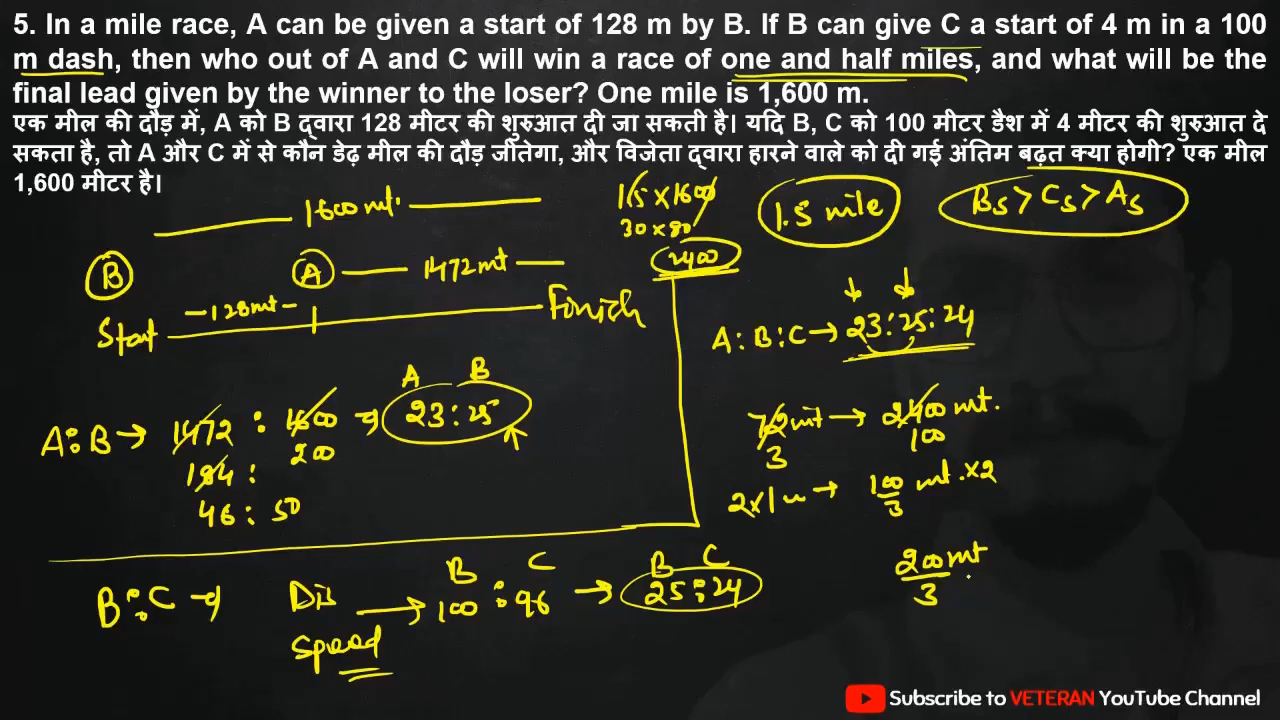 5. In a mile race, A can be given a start of 128 m by B. If B can give C a start of 4 m in a 100
m dash, then who out of A and C will win a race of one and half miles, and what will be the
final lead given by the winner to the loser? One mile is 1,600 m.
एक मील की दौड़ में, A को B द्वारा 128 मीटर की शुरुआत दी जा सकती है। यदि B, C को 100 मीटर डैश में 4 मीटर की शुरुआत दे
सकता है, तो A और C में से कौन डेढ़ मील की दौड़ जीतेगा, और विजेता द्वारा हारने वाले को दी गई अंतिम बढ़त क्या होगी? एक मील
1,600 मीटर है।
1600 mt.
1.5 x 1600
30 x 80
2400
1.5 mile
Bs > Cs > As
B
A
1472 mt
128 mt
Start
Finish
A : B : C → 23 : 25 : 24
A B
A : B → 1472 : 1600 → 23 : 25
184 : 200
46 : 50
72 mt → 2400 mt.
3 100
2 x 1 m → 100/3 mt. x 2
200/3 mt
B : C → Dis
Speed
B C
100 : 96 →
B C
25 : 24
Subscribe to VETERAN YouTube Channel